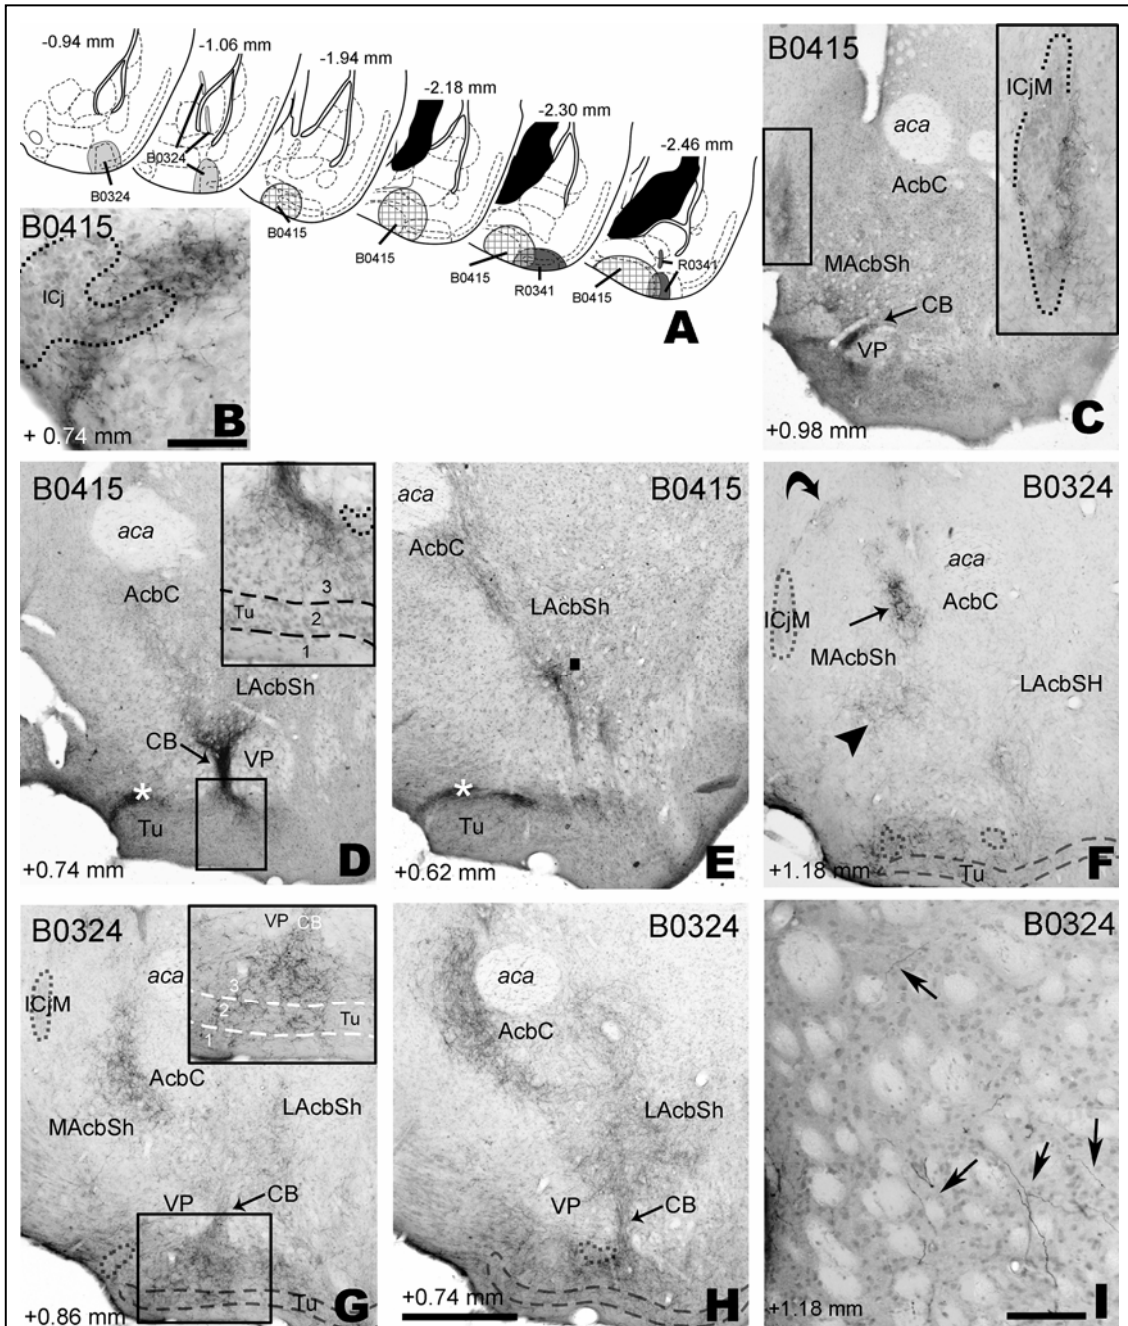 -0.94 mm
-1.06 mm
-1.94 mm
-2.18 mm
-2.30 mm
-2.46 mm
B0324
B0324
B0415
B0415
B0415
R0341
B0415
R0341
A
B0415
ICj
+ 0.74 mm
B
B0415
ICjM
aca
AcbC
MAcbSh
CB
VP
+0.98 mm
C
B0415
aca
AcbC
3
Tu
2
1
LAcbSh
CB
VP
*
Tu
+0.74 mm
D
B0415
aca
AcbC
LAcbSh
*
Tu
+0.62 mm
E
B0324
aca
ICjM
AcbC
MAcbSh
LAcbSH
Tu
+1.18 mm
F
B0324
VP CB
aca
3
ICjM
2
Tu
1
AcbC
MAcbSh
LAcbSh
VP
CB
Tu
+0.86 mm
G
B0324
aca
AcbC
LAcbSh
VP
CB
+0.74 mm
H
B0324
+1.18 mm
I